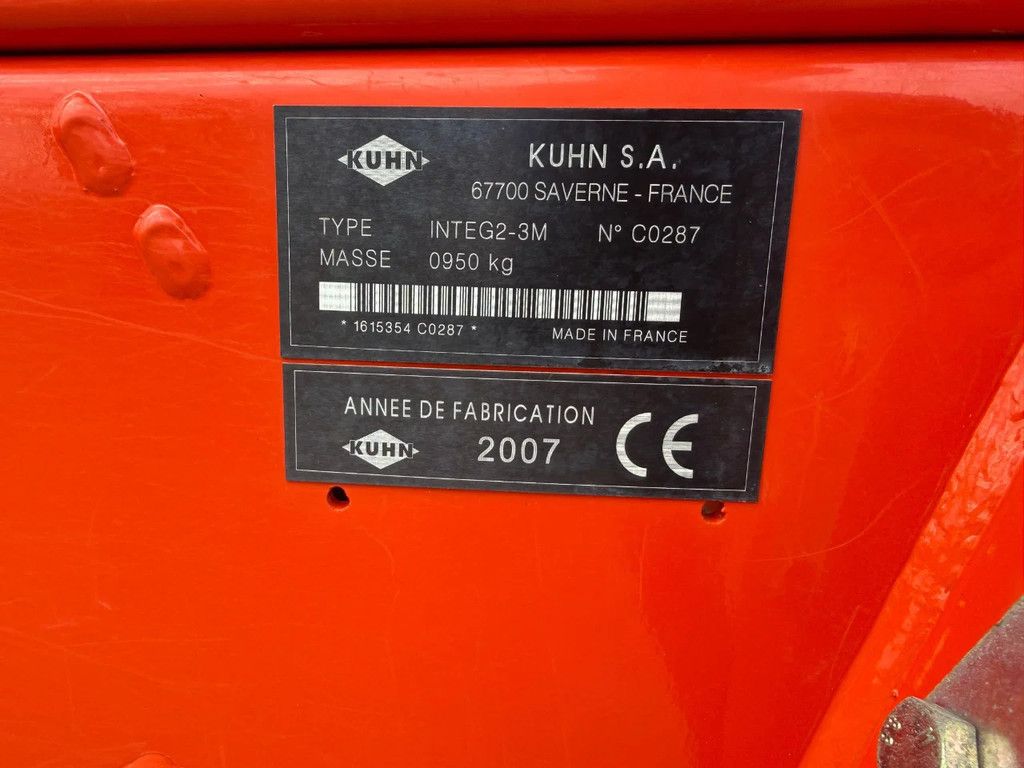 KUHN
KUHN S.A.
67700 SAVERNE - FRANCE
TYPE INTEG2-3M N° C0287
MASSE 0950 kg
* 1615354 C0287 * MADE IN FRANCE
ANNEE DE FABRICATION
KUHN 2007 CE